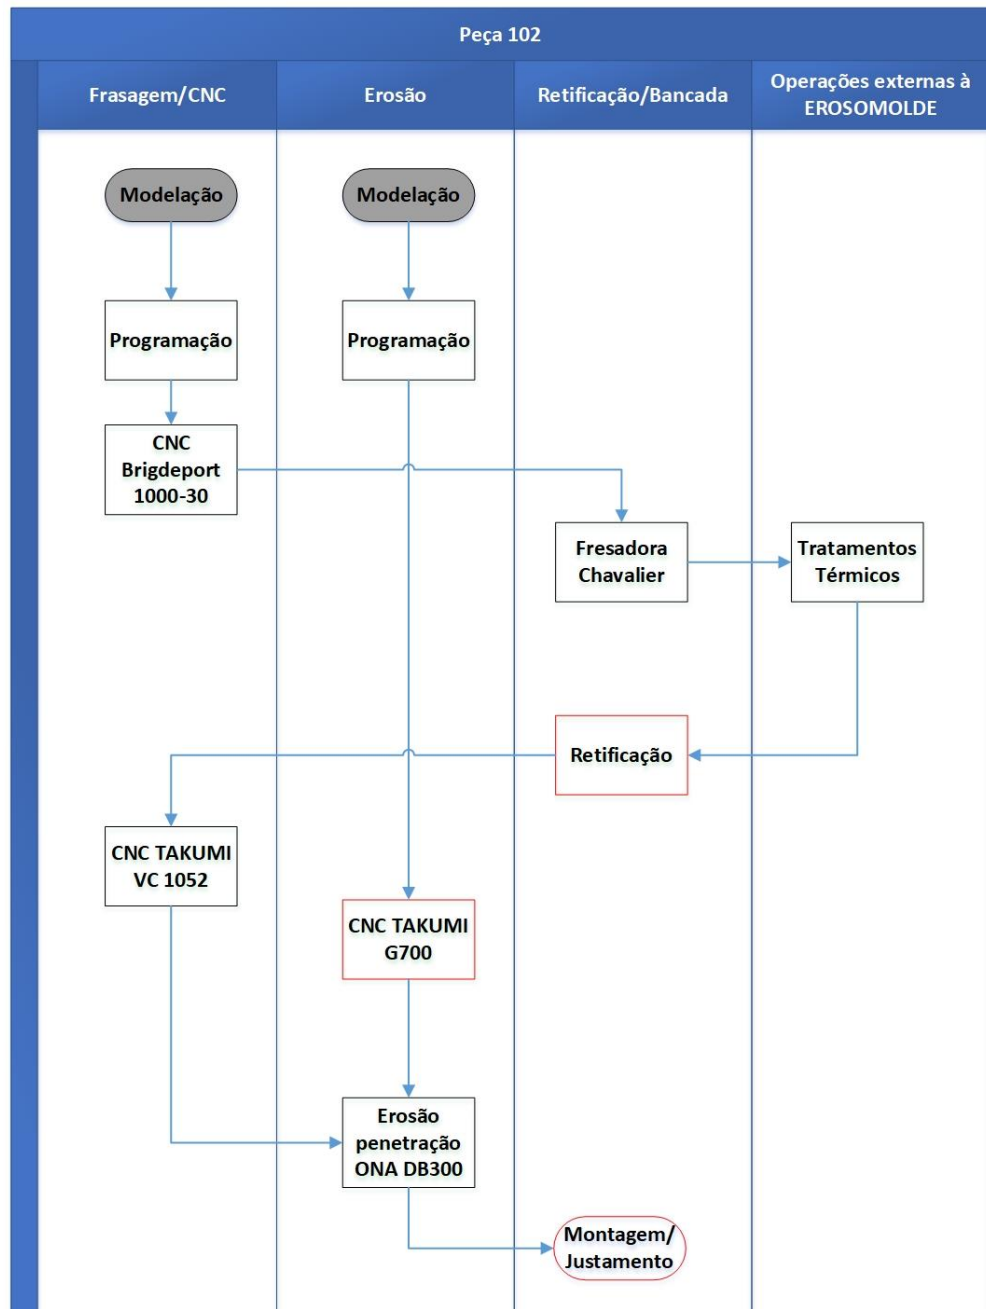 Peça 102
Frasagem/CNC
Erosão
Retificação/Bancada
Operações externas à
EROSOMOLDE
Modelação
Modelação
Programação
Programação
CNC
Brigdeport
1000-30
Fresadora
Chavalier
Tratamentos
Térmicos
Retificação
CNC TAKUMI
VC 1052
CNC TAKUMI
G700
Erosão
penetração
ONA DB300
Montagem/
Justamento